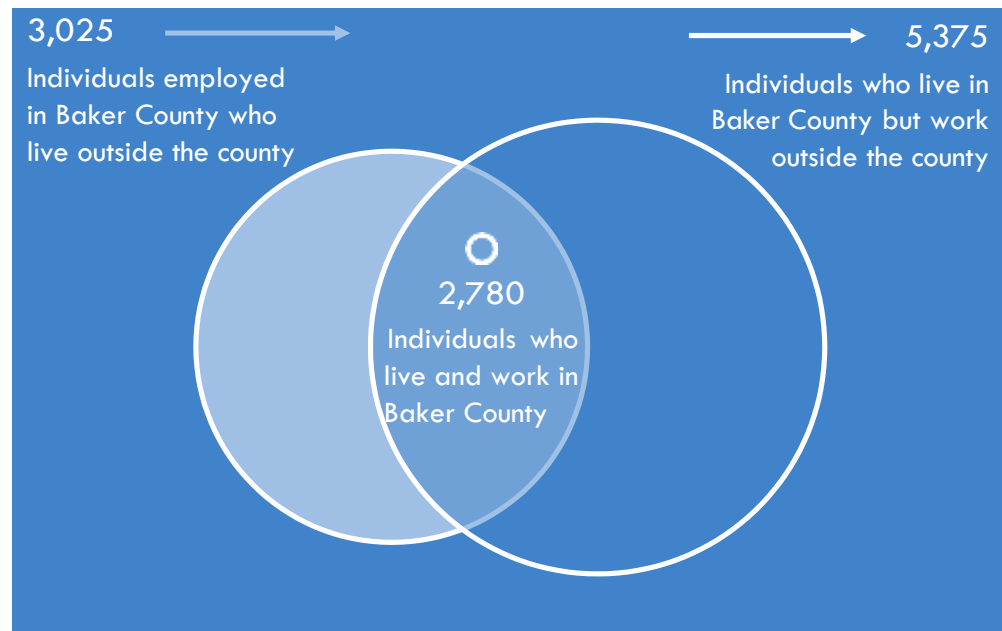 3,025
Individuals employed
in Baker County who
live outside the county
5,375
Individuals who live in
Baker County but work
outside the county
2,780
Individuals who
live and work in
Baker County